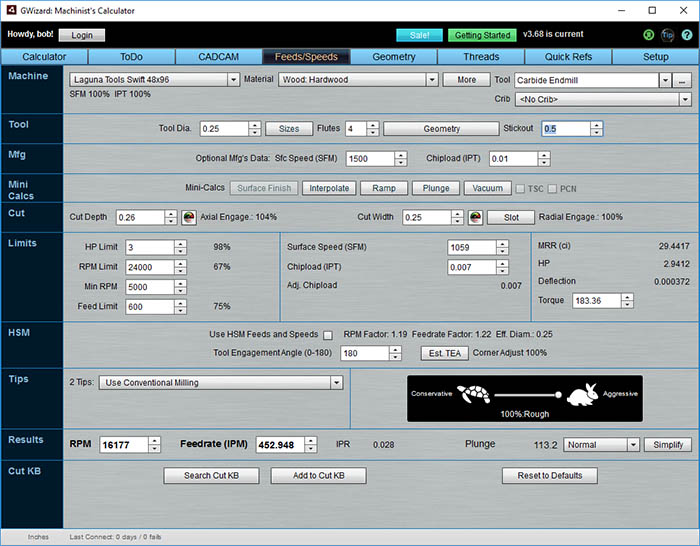 GWizard: Machinist's Calculator
Howdy, bob! Login Safe! Getting Started v3.68 is current Tip ?
Calculator ToDo CADCAM Feeds/Speeds Geometry Threads Quick Refs Setup
Machine Laguna Tools Swift 48x96 Material Wood: Hardwood More Tool Carbide Endmill ...
SFM 100% IPT 100% Crib <No Crib>
Tool Tool Dia. 0.25 Sizes Flutes 4 Geometry Stickout 0.5
Mfg Optional Mfg's Data: Sfc Speed (SFM) 1500 Chipload (IPT) 0.01
Mini Calcs Mini-Calcs Surface Finish Interpolate Ramp Plunge Vacuum TSC PCN
Cut Cut Depth 0.26 Axial Engage.: 104% Cut Width 0.25 Slot Radial Engage.: 100%
Limits HP Limit 3 98% Surface Speed (SFM) 1059 MRR (ci) 29.4417
RPM Limit 24000 67% Chipload (IPT) 0.007 HP 2.9412
Min RPM 5000 Adj. Chipload 0.007 Deflection 0.000372
Feed Limit 600 75% Torque 183.36
HSM Use HSM Feeds and Speeds RPM Factor: 1.19 Feedrate Factor: 1.22 Eff. Diam.: 0.25
Tool Engagement Angle (0-180) 180 Est. TEA Corner Adjust 100%
Tips 2 Tips: Use Conventional Milling Conservative Aggressive
100%:Rough
Results RPM 16177 Feedrate (IPM) 452.948 IPR 0.028 Plunge 113.2 Normal Simplify
Cut KB Search Cut KB Add to Cut KB Reset to Defaults
Inches Last Connect: 0 days / 0 fails